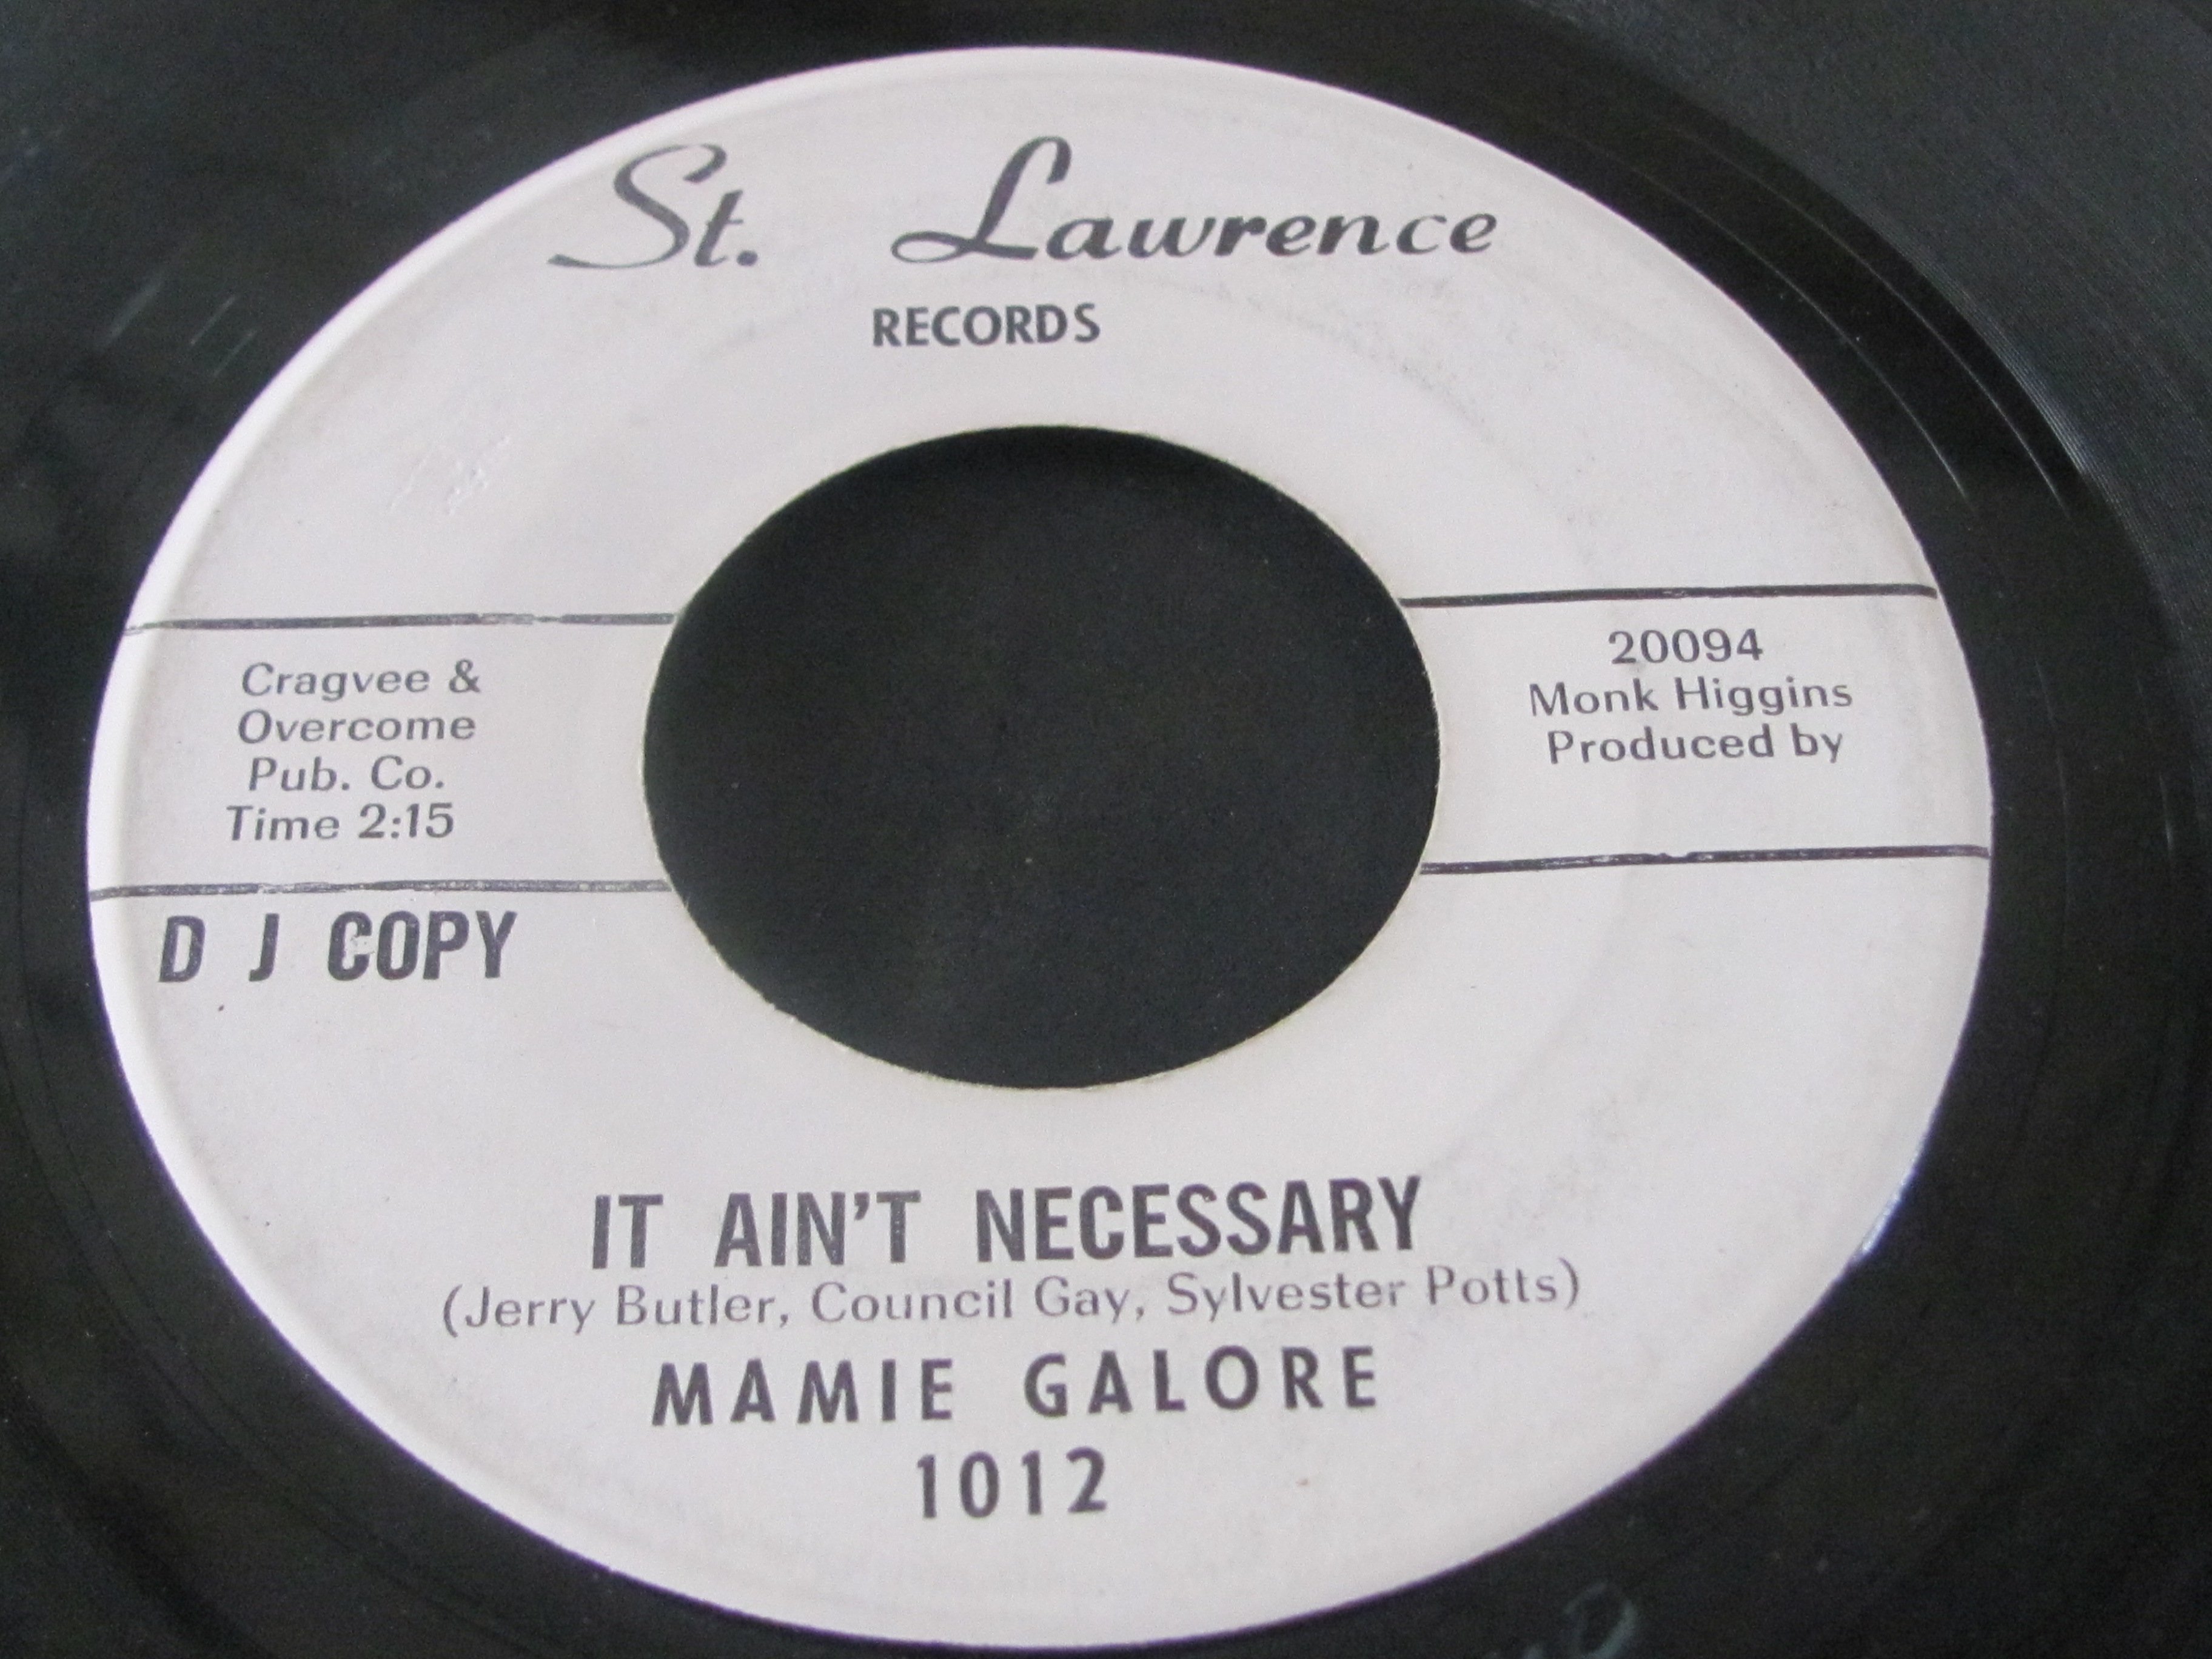 St. Lawrence
RECORDS
Cragvee &
Overcome
Pub. Co.
Time 2:15
20094
Monk Higgins
Produced by
D J COPY
IT AIN'T NECESSARY
(Jerry Butler, Council Gay, Sylvester Potts)
MAMIE GALORE
1012